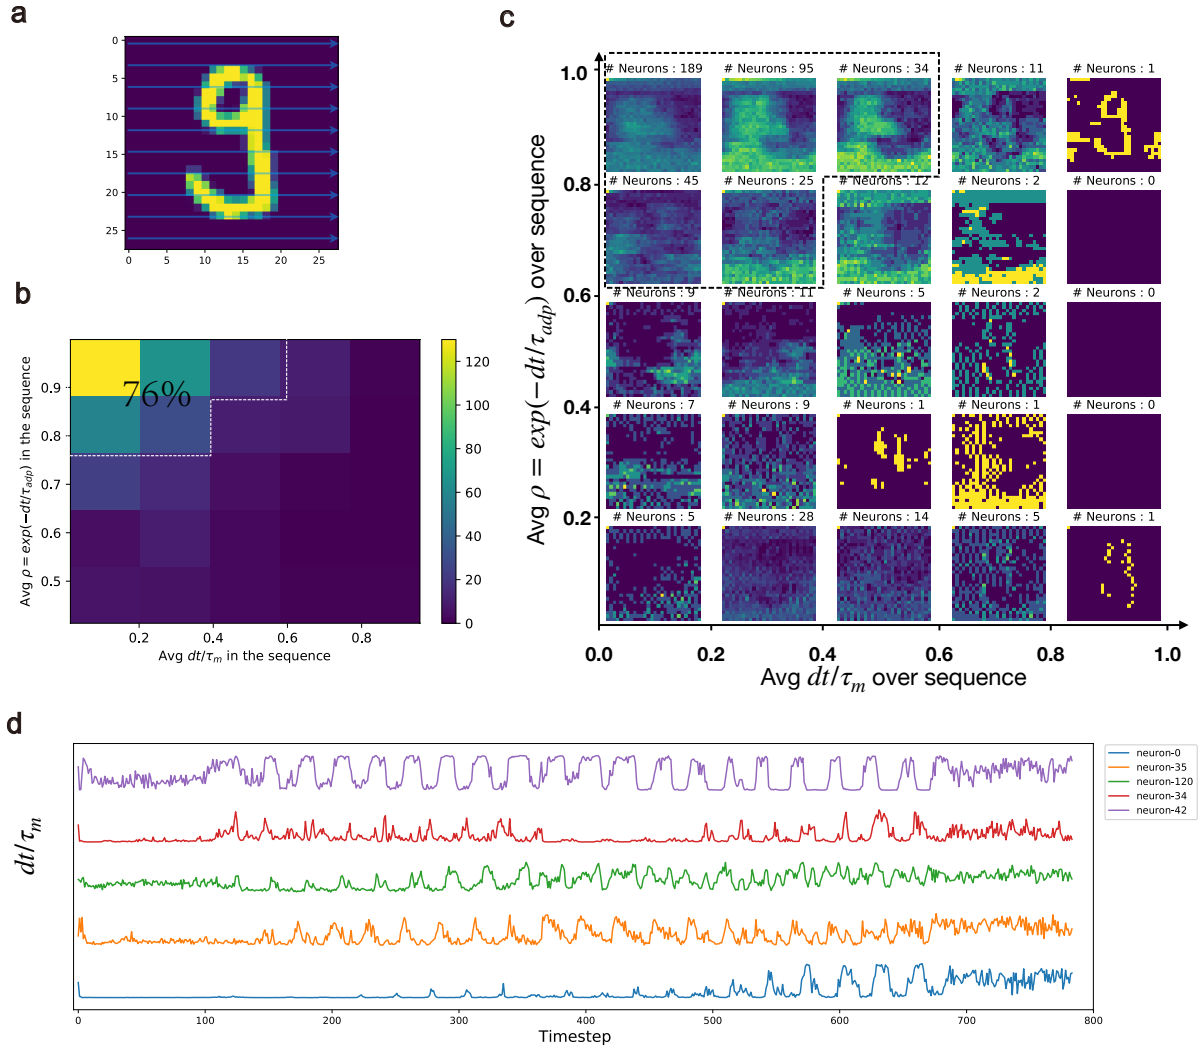 a
0
5
10
15
20
25
0 5 10 15 20 25
b
76%
0.9
0.8
0.7
0.6
0.5
0.2 0.4 0.6 0.8
Avg dt/τm in the sequence
Avg ρ = exp(−dt/τadp) in the sequence
120
100
80
60
40
20
0
c
1.0
0.8
0.6
0.4
0.2
Avg ρ = exp(−dt/τadp) over sequence
# Neurons : 189 # Neurons : 95 # Neurons : 34 # Neurons : 11 # Neurons : 1
# Neurons : 45 # Neurons : 25 # Neurons : 12 # Neurons : 2 # Neurons : 0
# Neurons : 9 # Neurons : 11 # Neurons : 5 # Neurons : 2 # Neurons : 0
# Neurons : 7 # Neurons : 9 # Neurons : 1 # Neurons : 1 # Neurons : 0
# Neurons : 5 # Neurons : 28 # Neurons : 14 # Neurons : 5 # Neurons : 1
0.0 0.2 0.4 0.6 0.8 1.0
Avg dt/τm over sequence
d
dt/τm
neuron-0
neuron-35
neuron-120
neuron-34
neuron-42
0 100 200 300 400 500 600 700 800
Timestep